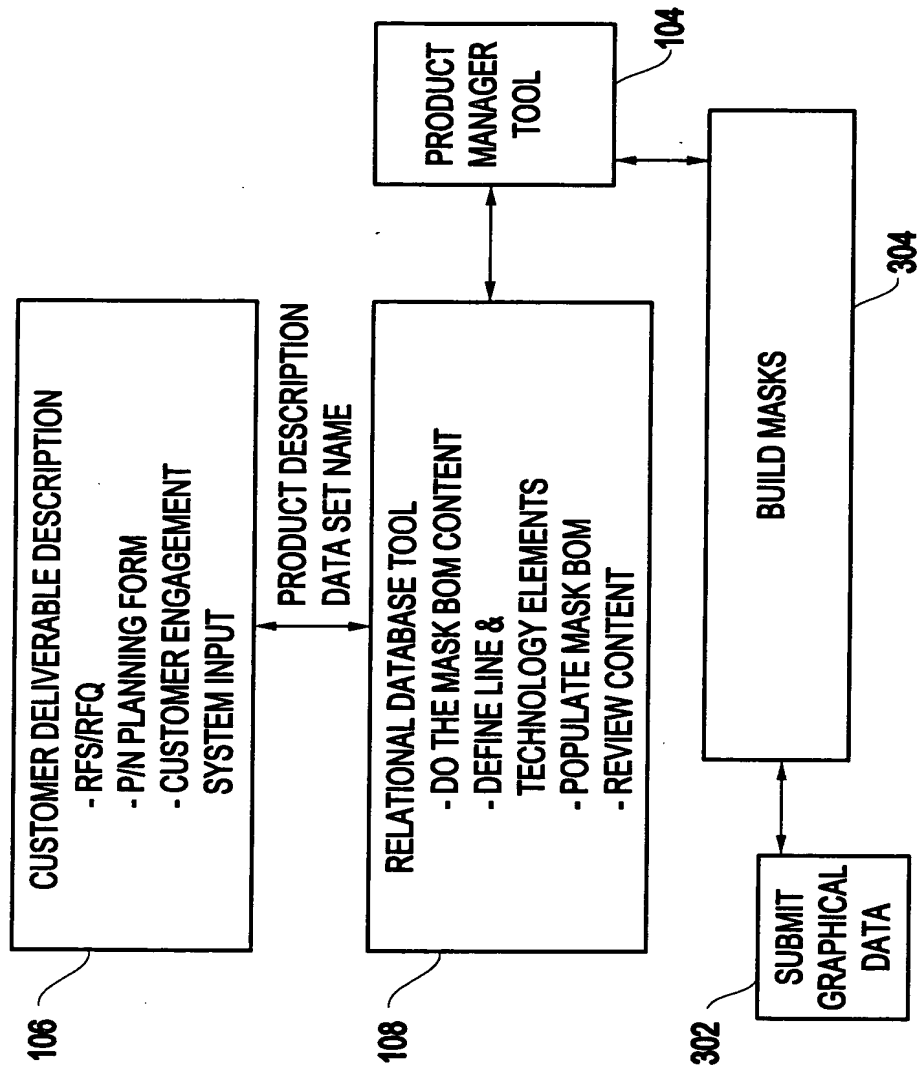 106
CUSTOMER DELIVERABLE DESCRIPTION
- RFS/RFQ
- P/N PLANNING FORM
- CUSTOMER ENGAGEMENT
SYSTEM INPUT
PRODUCT DESCRIPTION
DATA SET NAME
108
RELATIONAL DATABASE TOOL
- DO THE MASK BOM CONTENT
- DEFINE LINE &
TECHNOLOGY ELEMENTS
- POPULATE MASK BOM
- REVIEW CONTENT
PRODUCT
MANAGER
TOOL
104
302
SUBMIT
GRAPHICAL
DATA
BUILD MASKS
304